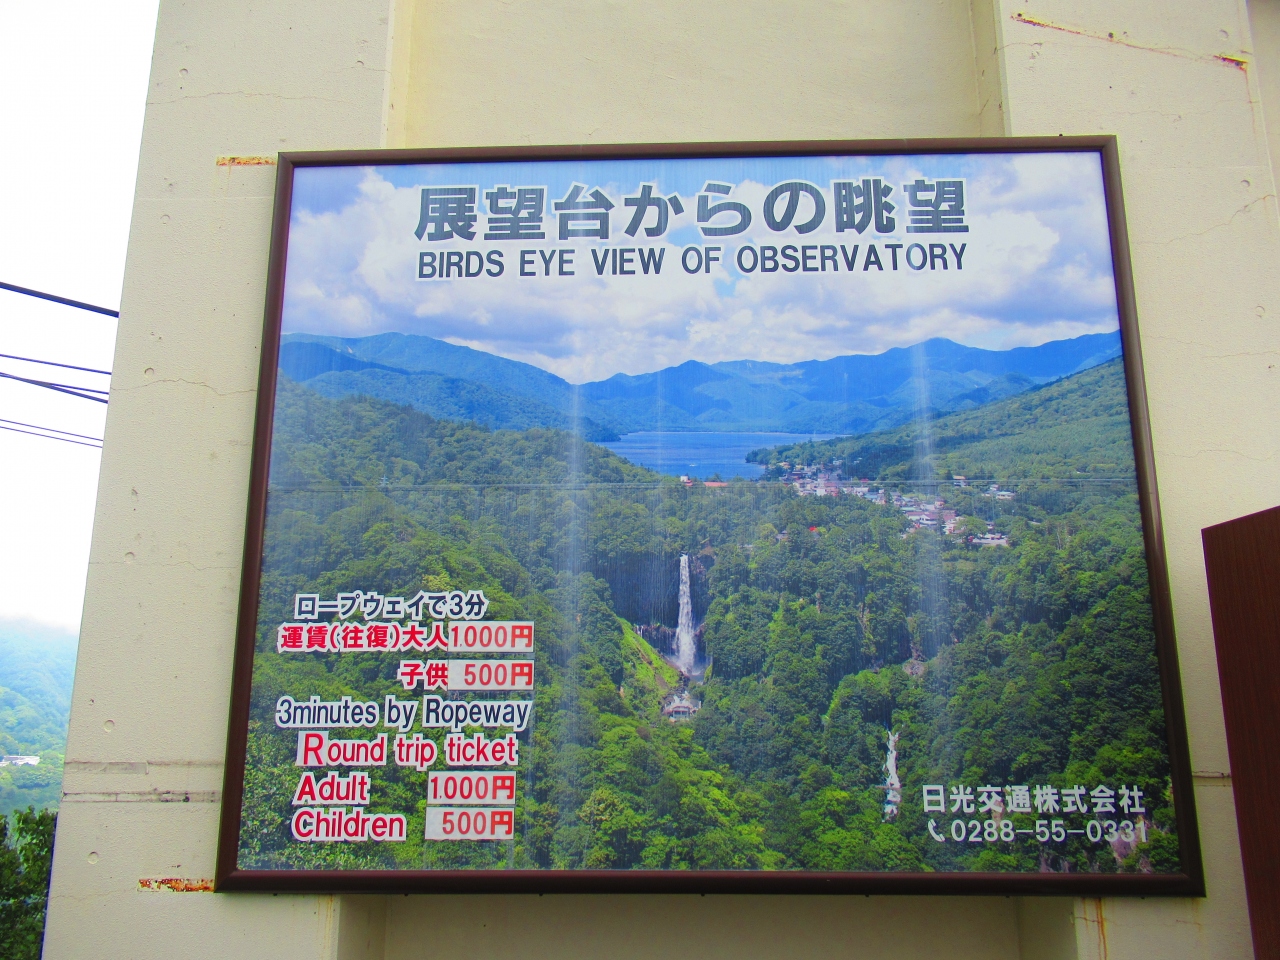 展望台からの眺望
BIRDS EYE VIEW OF OBSERVATORY
ロープウェイで3分
運賃(往復)大人1.000円
子供 500円
3minutes by Ropeway
Round trip ticket
Adult 1.000円
Children 500円
日光交通株式会社
0288-55-0331